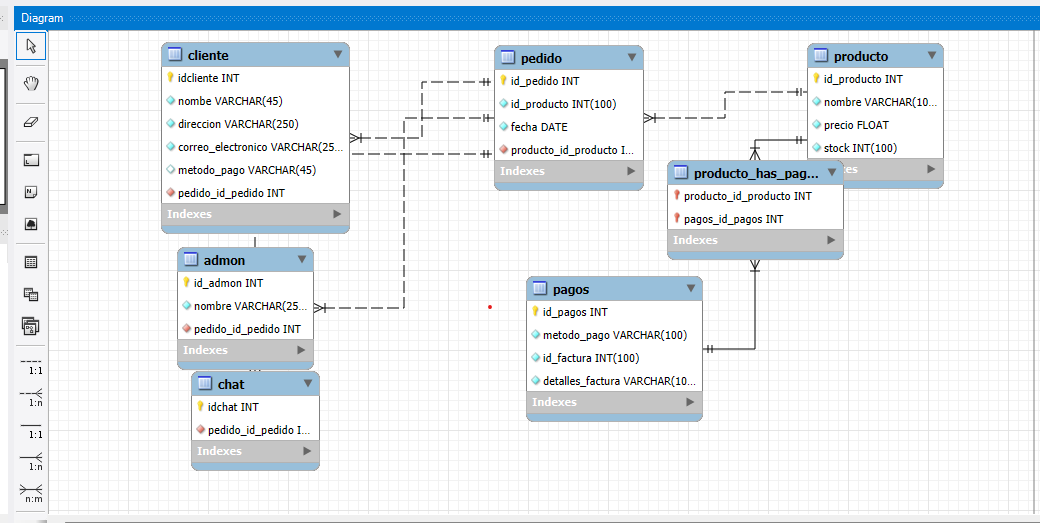 Diagram
cliente
idcliente INT
nombe VARCHAR(45)
direccion VARCHAR(250)
correo_electronico VARCHAR(25...
metodo_pago VARCHAR(45)
pedido_id_pedido INT
Indexes
pedido
id_pedido INT
id_producto INT(100)
fecha DATE
producto_id_producto I...
Indexes
producto
id_producto INT
nombre VARCHAR(10...
precio FLOAT
stock INT(100)
es
producto_has_pag...
producto_id_producto INT
pagos_id_pagos INT
Indexes
admon
id_admon INT
nombre VARCHAR(25...
pedido_id_pedido INT
Indexes
pagos
id_pagos INT
metodo_pago VARCHAR(100)
id_factura INT(100)
detalles_factura VARCHAR(10...
Indexes
chat
idchat INT
pedido_id_pedido I...
Indexes
1:1
1:n
1:1
1:n
n:m